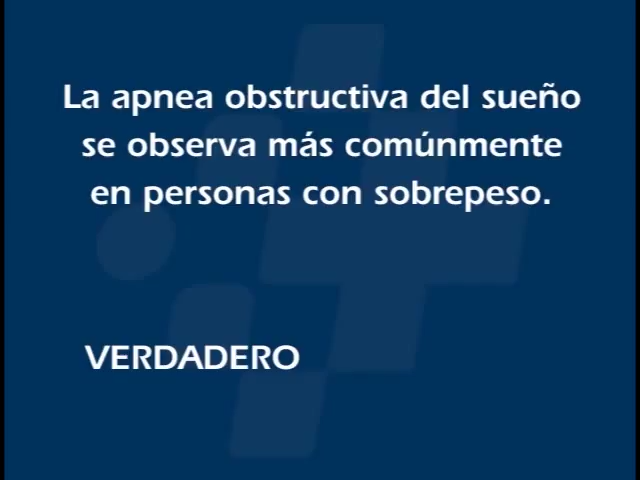 La apnea obstructiva del sueño
se observa más comúnmente
en personas con sobrepeso.
VERDADERO